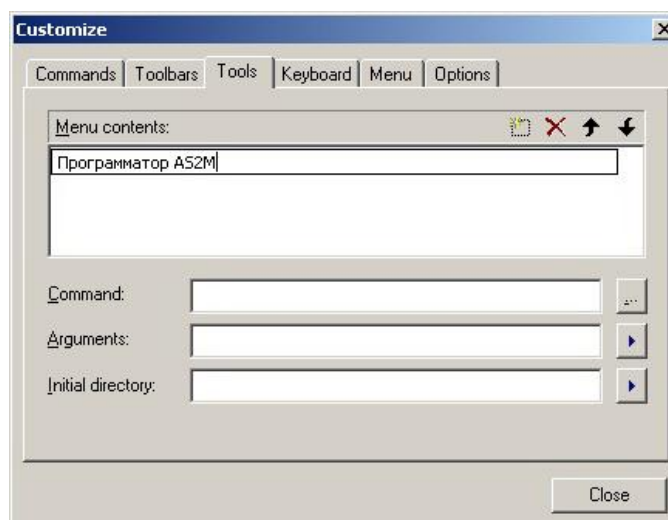 Customize
Commands Toolbars Tools Keyboard Menu Options
Menu contents:
Программатор AS2M
Command:
...
Arguments:
Initial directory:
Close